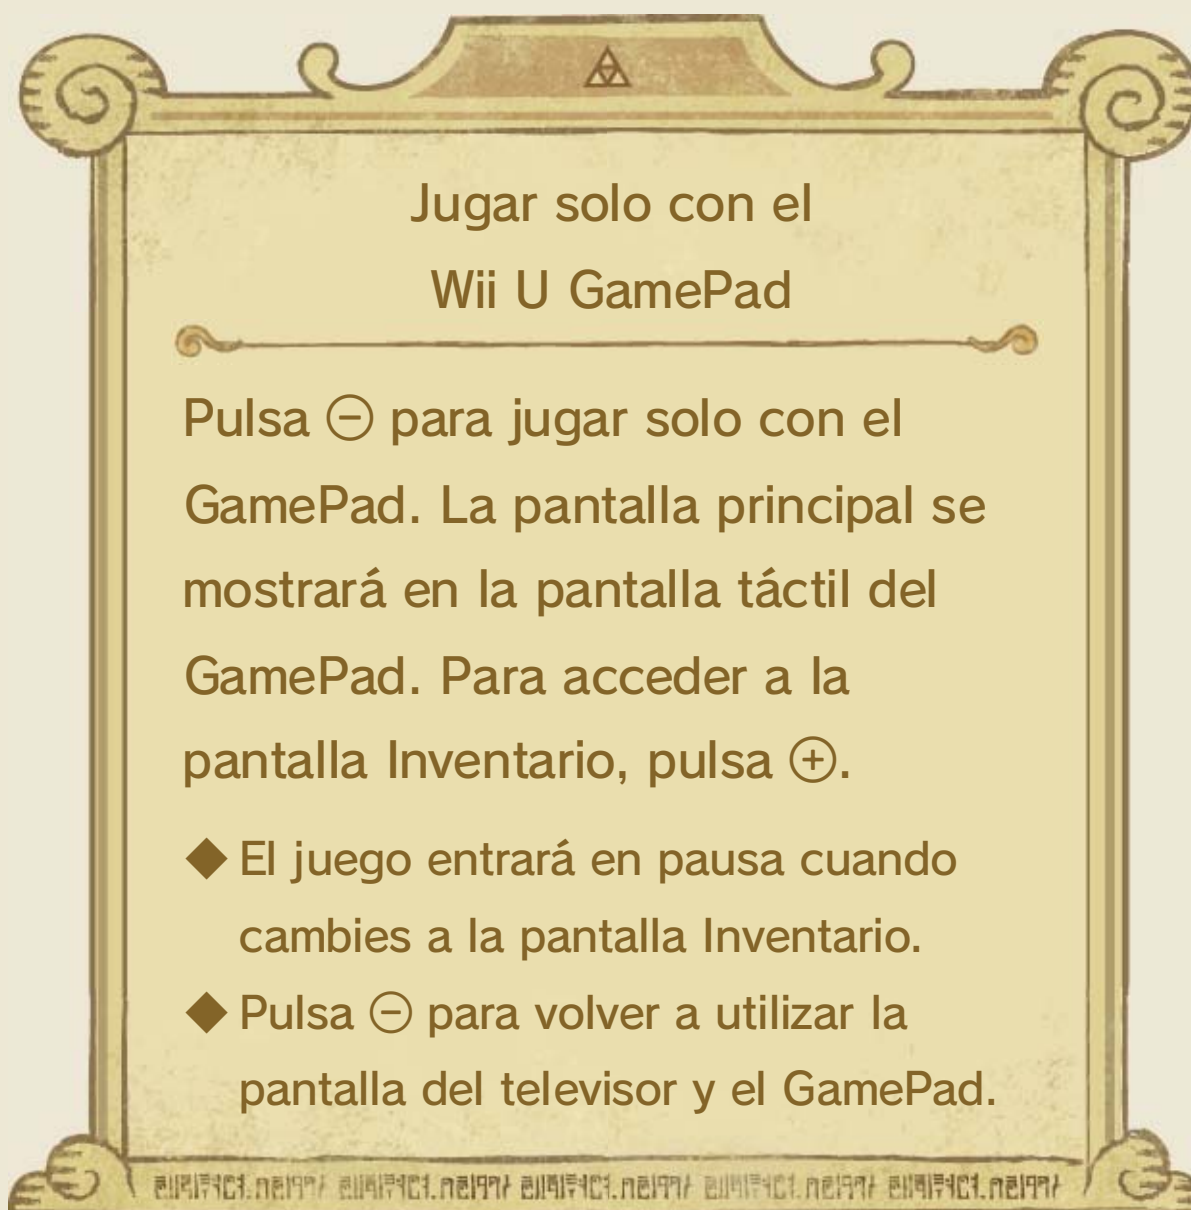 Jugar solo con el
Wii U GamePad
Pulsa ⊖ para jugar solo con el
GamePad. La pantalla principal se
mostrará en la pantalla táctil del
GamePad. Para acceder a la
pantalla Inventario, pulsa ⊕.
◆ El juego entrará en pausa cuando
cambies a la pantalla Inventario.
◆ Pulsa ⊖ para volver a utilizar la
pantalla del televisor y el GamePad.